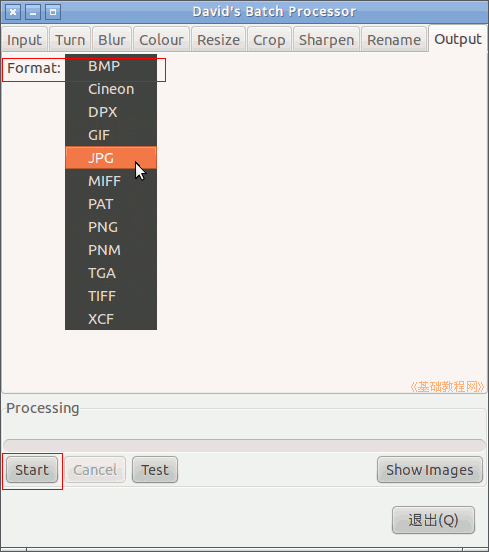 David's Batch Processor
Input Turn Blur Colour Resize Crop Sharpen Rename Output
Format:
BMP
Cineon
DPX
GIF
JPG
MIFF
PAT
PNG
PNM
TGA
TIFF
XCF
《基础教程网》
Processing
Start Cancel Test Show Images
退出(Q)